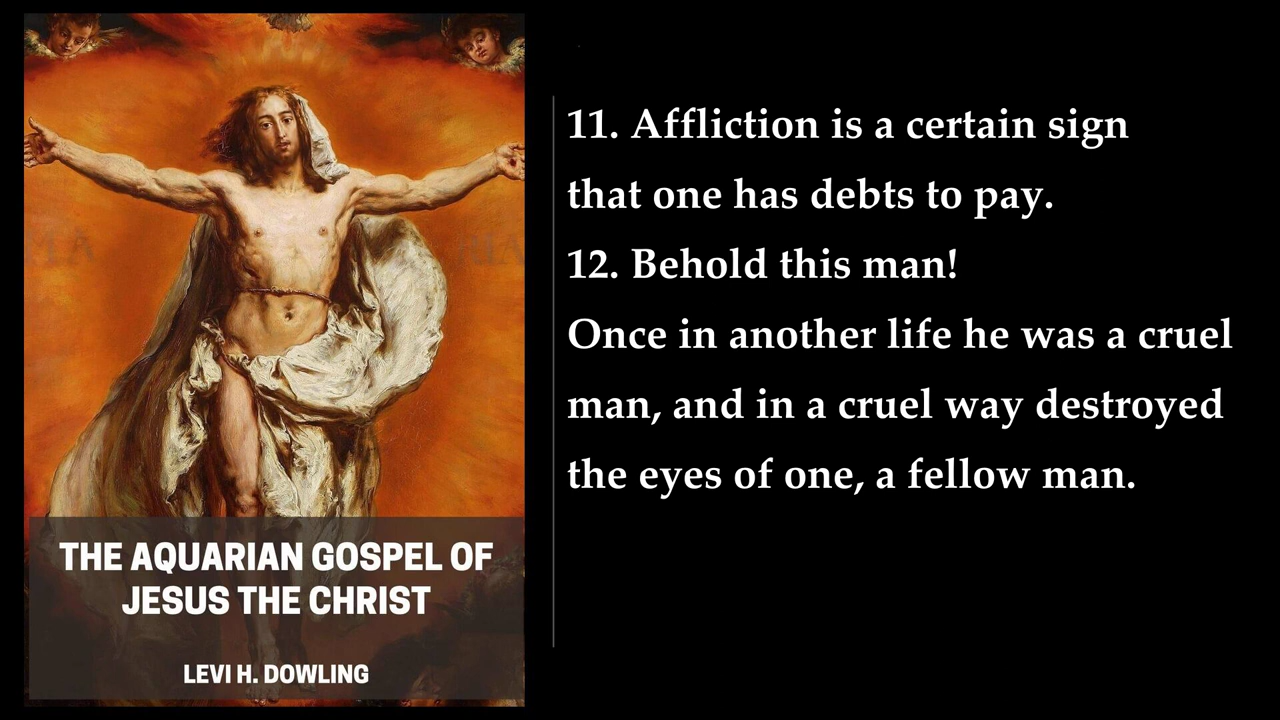 11. Affliction is a certain sign
that one has debts to pay.
12. Behold this man!
Once in another life he was a cruel
man, and in a cruel way destroyed
the eyes of one, a fellow man.
THE AQUARIAN GOSPEL OF
JESUS THE CHRIST
LEVI H. DOWLING